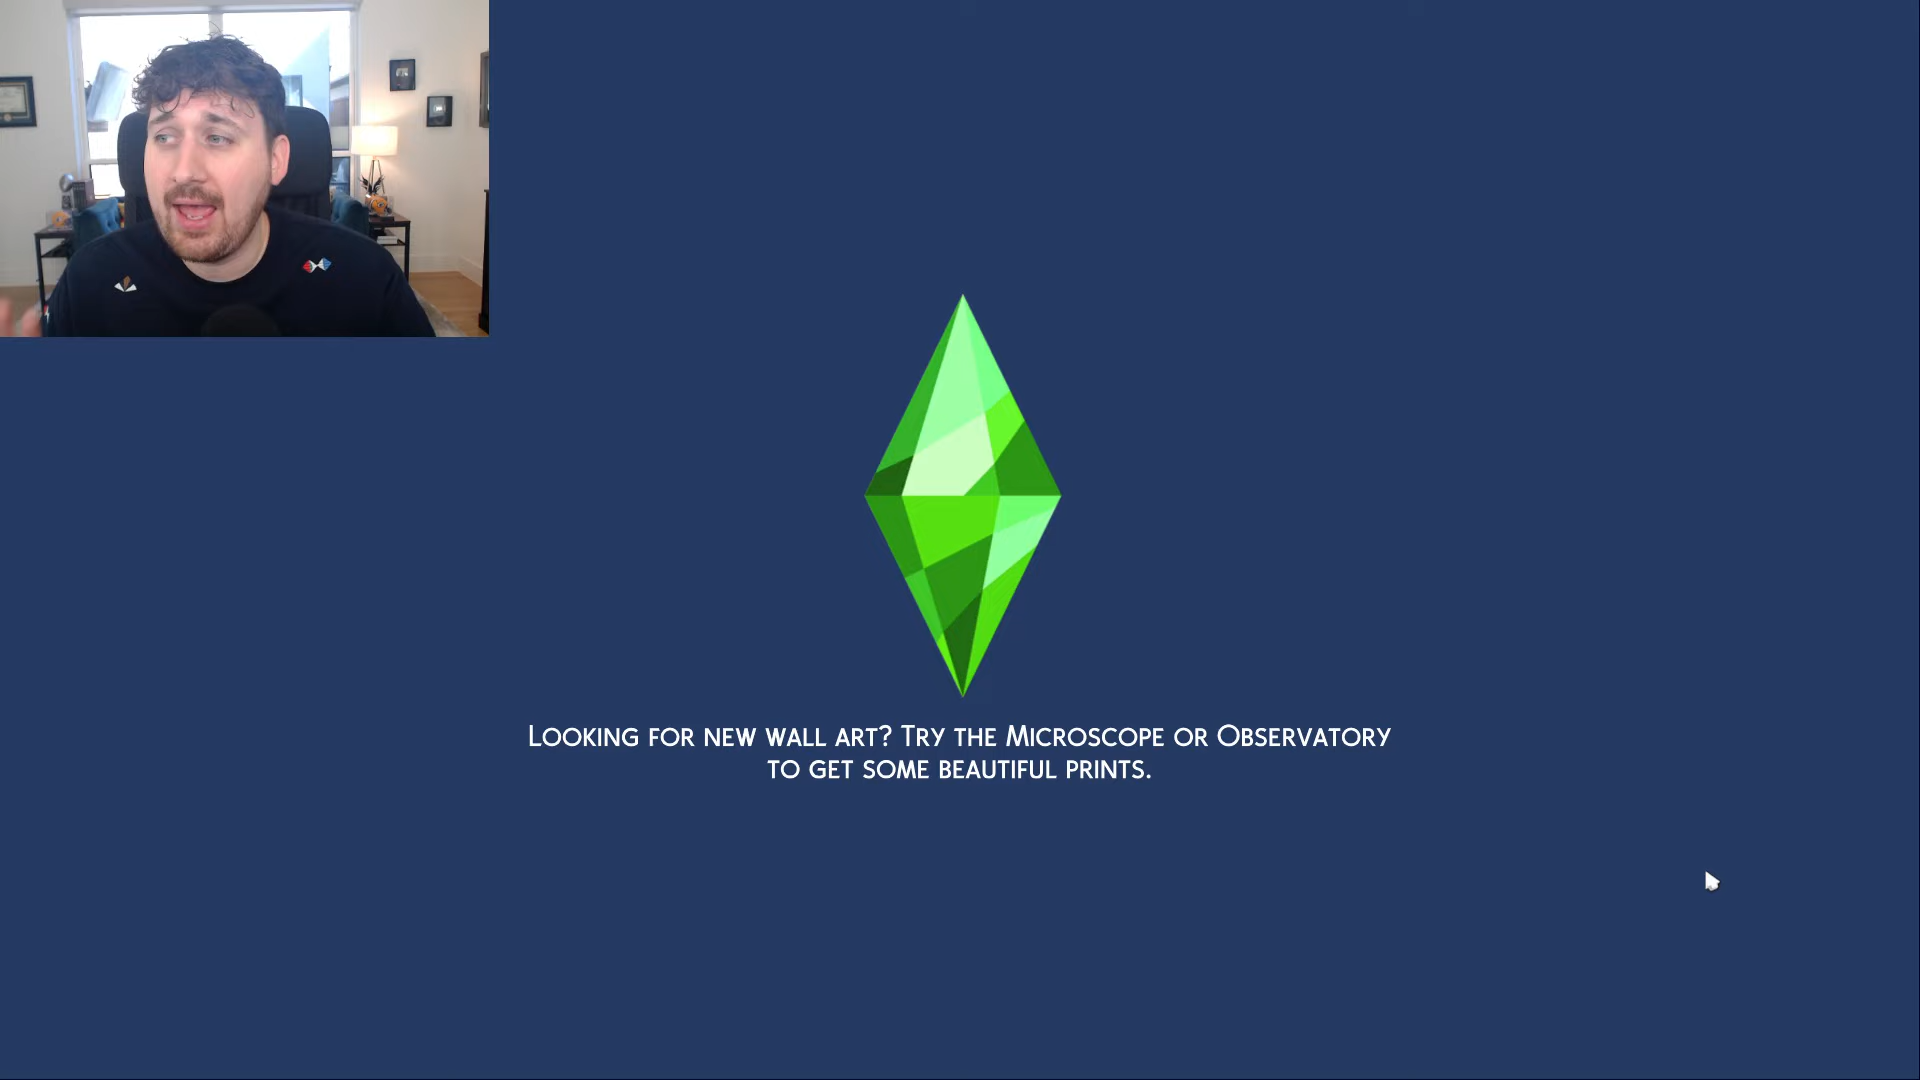 Looking for new wall art? Try the Microscope or Observatory
to get some beautiful prints.